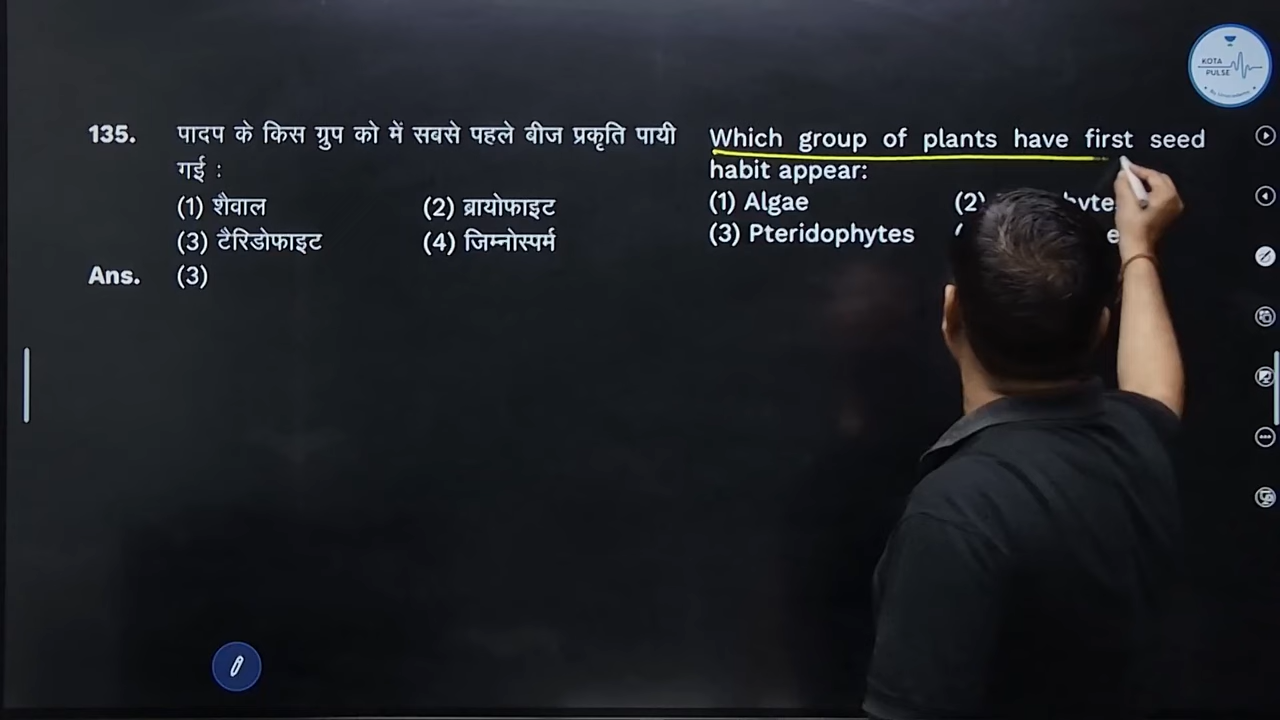 KOTA
PULSE
135. पादप के किस ग्रुप को में सबसे पहले बीज प्रकृति पायी
गई :
(1) शैवाल (2) ब्रायोफाइट
(3) टैरिडोफाइट (4) जिम्नोस्पर्म
Ans. (3)
Which group of plants have first seed
habit appear:
(1) Algae (2)
(3) Pteridophytes